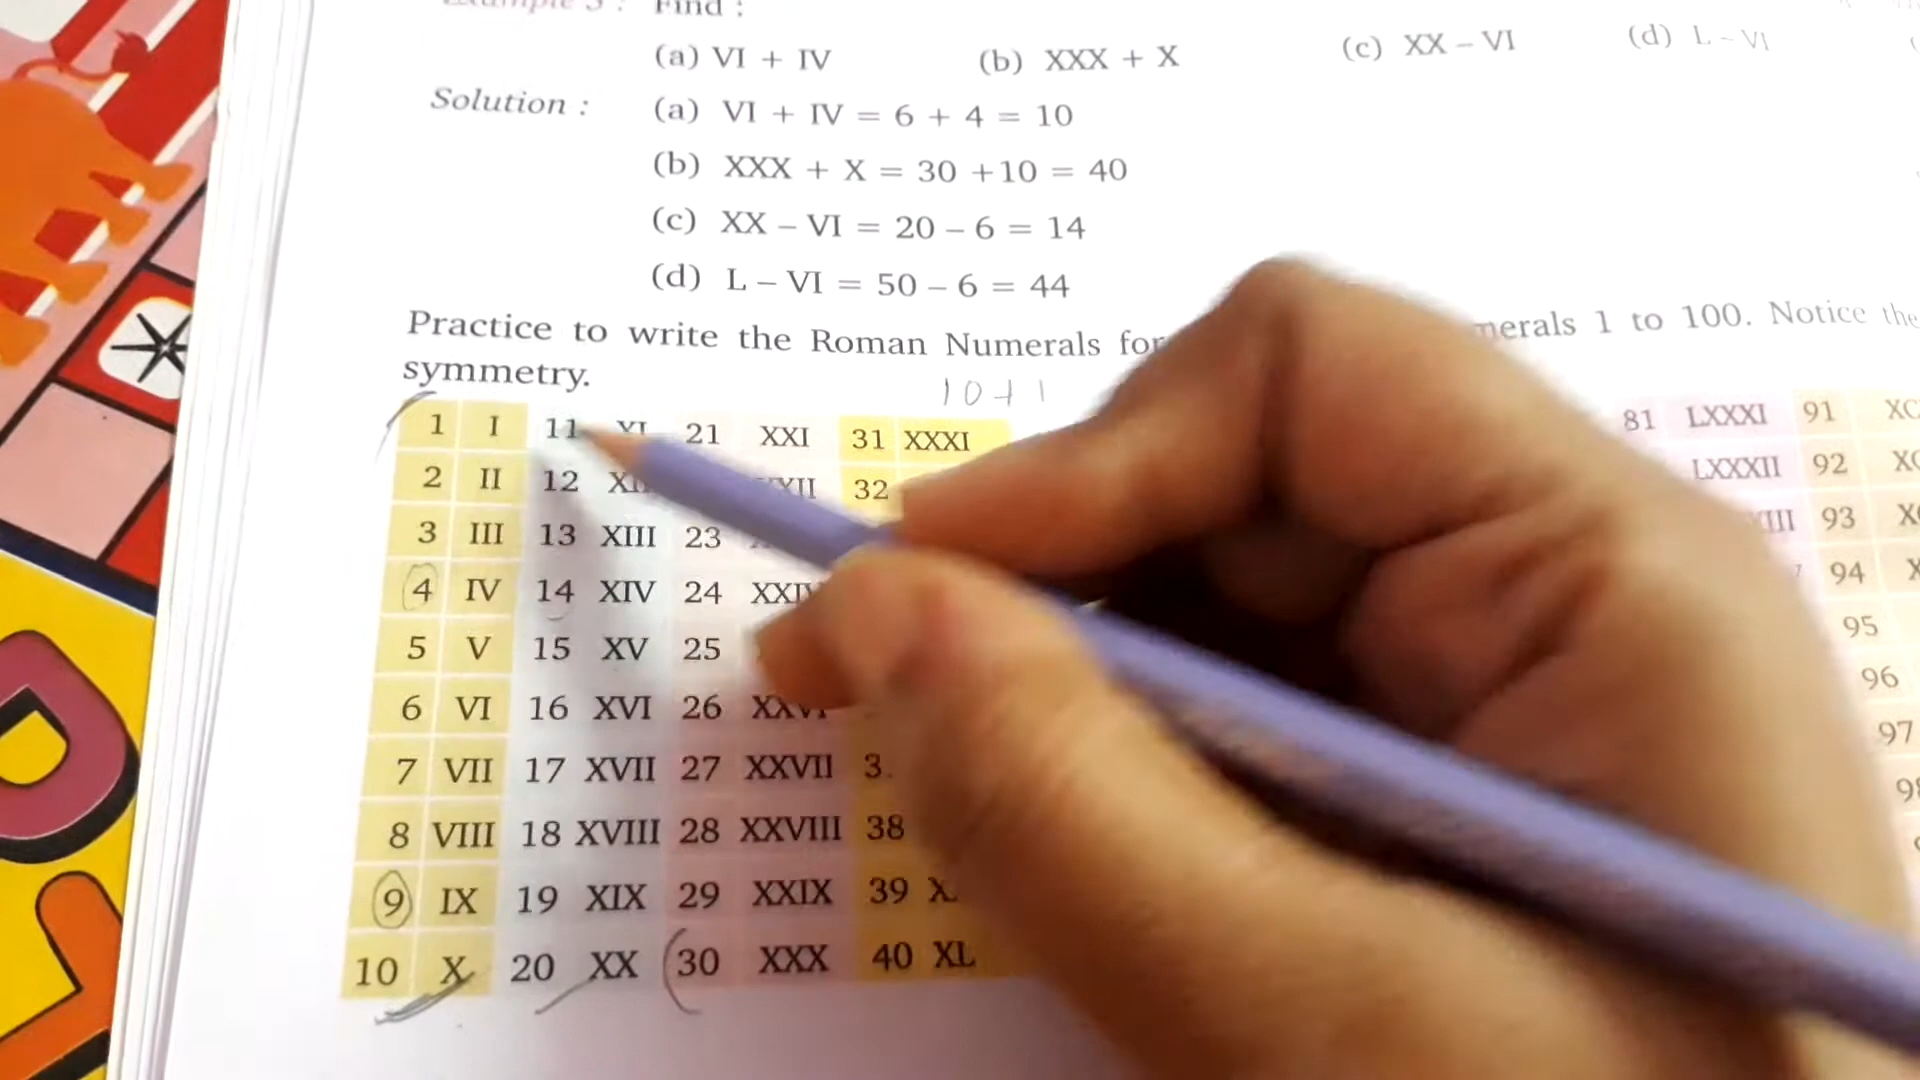 Find :
(a) VI + IV (b) XXX + X (c) XX – VI (d) L – VI
Solution : (a) VI + IV = 6 + 4 = 10
(b) XXX + X = 30 +10 = 40
(c) XX – VI = 20 – 6 = 14
(d) L – VI = 50 – 6 = 44
Practice to write the Roman Numerals for 1 to 100. Notice the
symmetry.
10+1
1 I 11 XI 21 XXI 31 XXXI 81 LXXXI 91
2 II 12 32 LXXXII 92
3 III 13 XIII 23 93
4 IV 14 XIV 24 XXIV 94
5 V 15 XV 25 95
6 VI 16 XVI 26 XXVI 96
7 VII 17 XVII 27 XXVII 97
8 VIII 18 XVIII 28 XXVIII 38
9 IX 19 XIX 29 XXIX 39
10 X 20 XX 30 XXX 40 XL